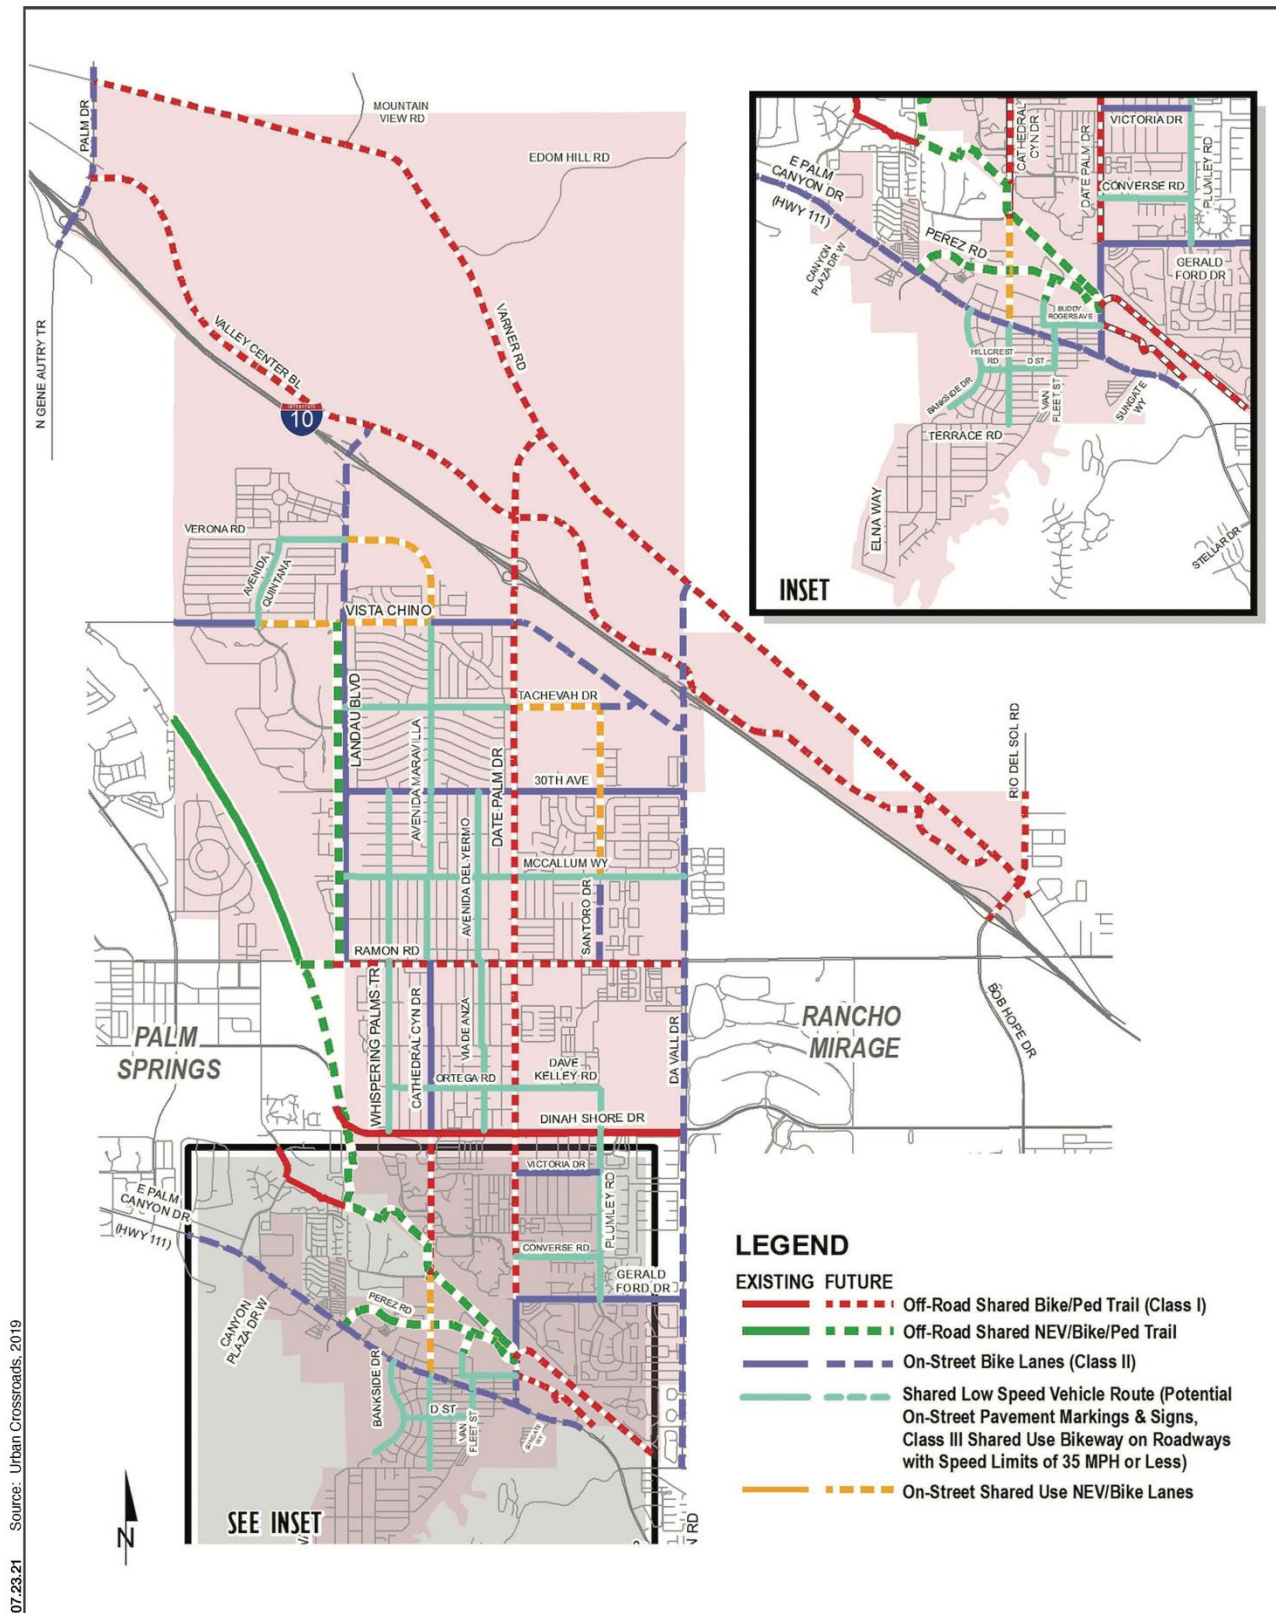 PALM DR
MOUNTAIN
VIEW RD
EDOM HILL RD
N GENE AUTRY TR
VALLEY CENTER BL
VARNER RD
INTERSTATE
10
VERONA RD
AVENIDA
QUINTANA
VISTA CHINO
LANDAU BLVD
TACHEVAH DR
AVENIDA MARAVILLA
DATE PALM DR
30TH AVE
AVENIDA DEL YERMO
MCCALLUM WY
SANTORO DR
RAMON RD
RIO DEL SOL RD
BOB HOPE DR
PALM
SPRINGS
RANCHO
MIRAGE
WHISPERING PALMS TR
CATHEDRAL CYN DR
VIA DE ANZA
ORTEGA RD
DAVE
KELLEY RD
DA VALL DR
DINAH SHORE DR
VICTORIA DR
PLUMLEY RD
E PALM
CANYON DR
(HWY 111)
CONVERSE RD
GERALD
FORD DR
CANYON
PLAZA DR W
PEREZ RD
BANKSIDE DR
D ST
VAN
FLEET ST
SUNGATE
WY
SEE INSET
N RD
N
CATHEDRAL
CYN DR
DATE PALM DR
VICTORIA DR
PLUMLEY RD
E PALM
CANYON DR
(HWY 111)
CONVERSE RD
CANYON
PLAZA DR W
PEREZ RD
GERALD
FORD DR
BUDDY
ROGERS AVE
HILLCREST
RD
D ST
BANKSIDE DR
VAN
FLEET ST
SUNGATE
WY
TERRACE RD
ELNA WAY
STELLAR DR
INSET
LEGEND
EXISTING FUTURE
Off-Road Shared Bike/Ped Trail (Class I)
Off-Road Shared NEV/Bike/Ped Trail
On-Street Bike Lanes (Class II)
Shared Low Speed Vehicle Route (Potential
On-Street Pavement Markings & Signs,
Class III Shared Use Bikeway on Roadways
with Speed Limits of 35 MPH or Less)
On-Street Shared Use NEV/Bike Lanes
07.23.21 Source: Urban Crossroads, 2019